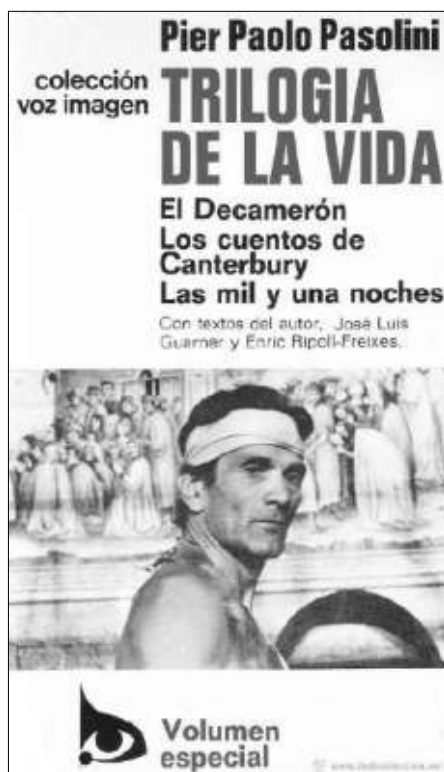 Pier Paolo Pasolini
colección
voz imagen
TRILOGIA
DE LA VIDA
El Decamerón
Los cuentos de
Canterbury
Las mil y una noches
Con textos del autor, José Luis
Guarner y Enric Ripoll-Freixes.
Volumen
especial